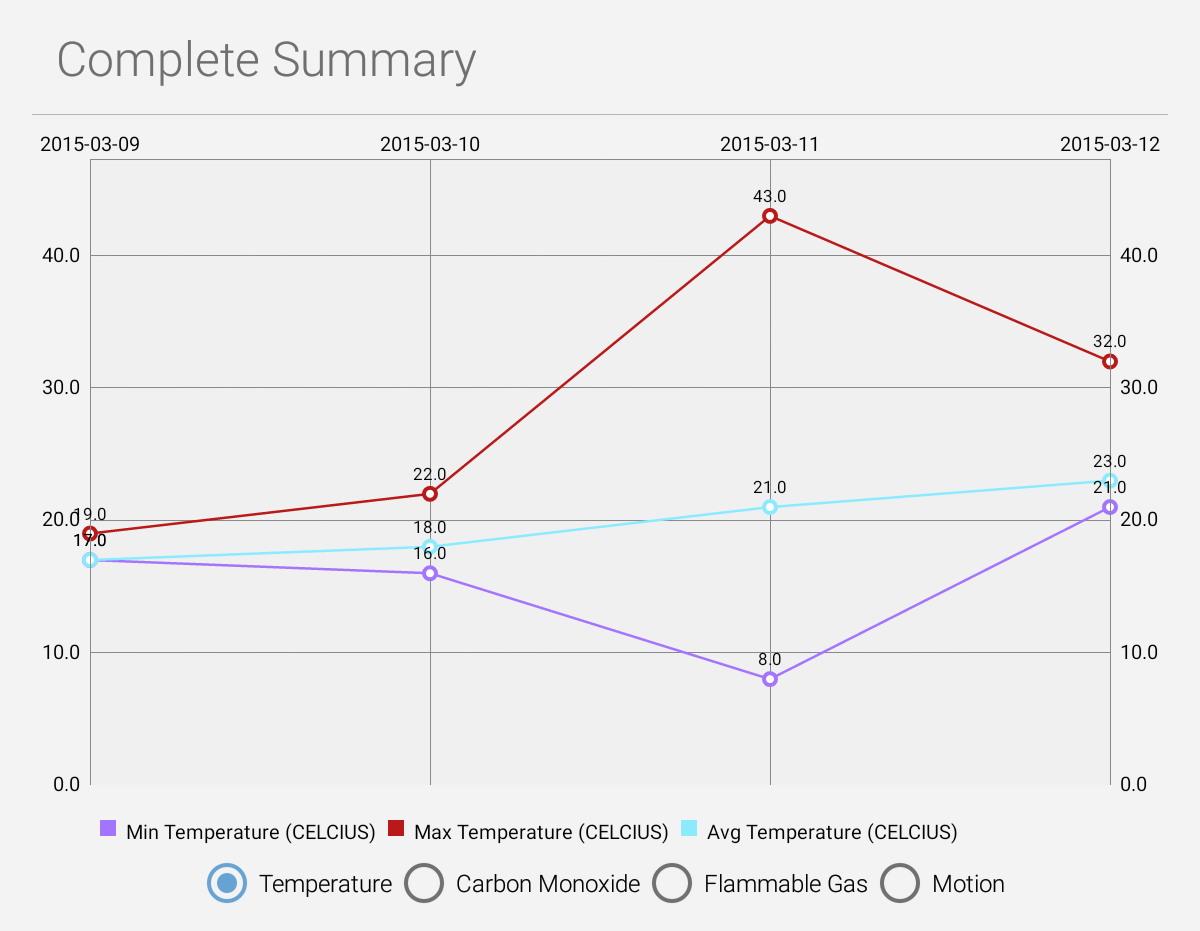 Complete Summary
2015-03-09 2015-03-10 2015-03-11 2015-03-12
43.0
40.0 40.0
32.0
30.0 30.0
22.0
23.0
21.0 21.0
20.0 19.0 18.0 20.0
17.0 16.0
10.0 8.0 10.0
0.0 0.0
Min Temperature (CELCIUS) Max Temperature (CELCIUS) Avg Temperature (CELCIUS)
Temperature Carbon Monoxide Flammable Gas Motion